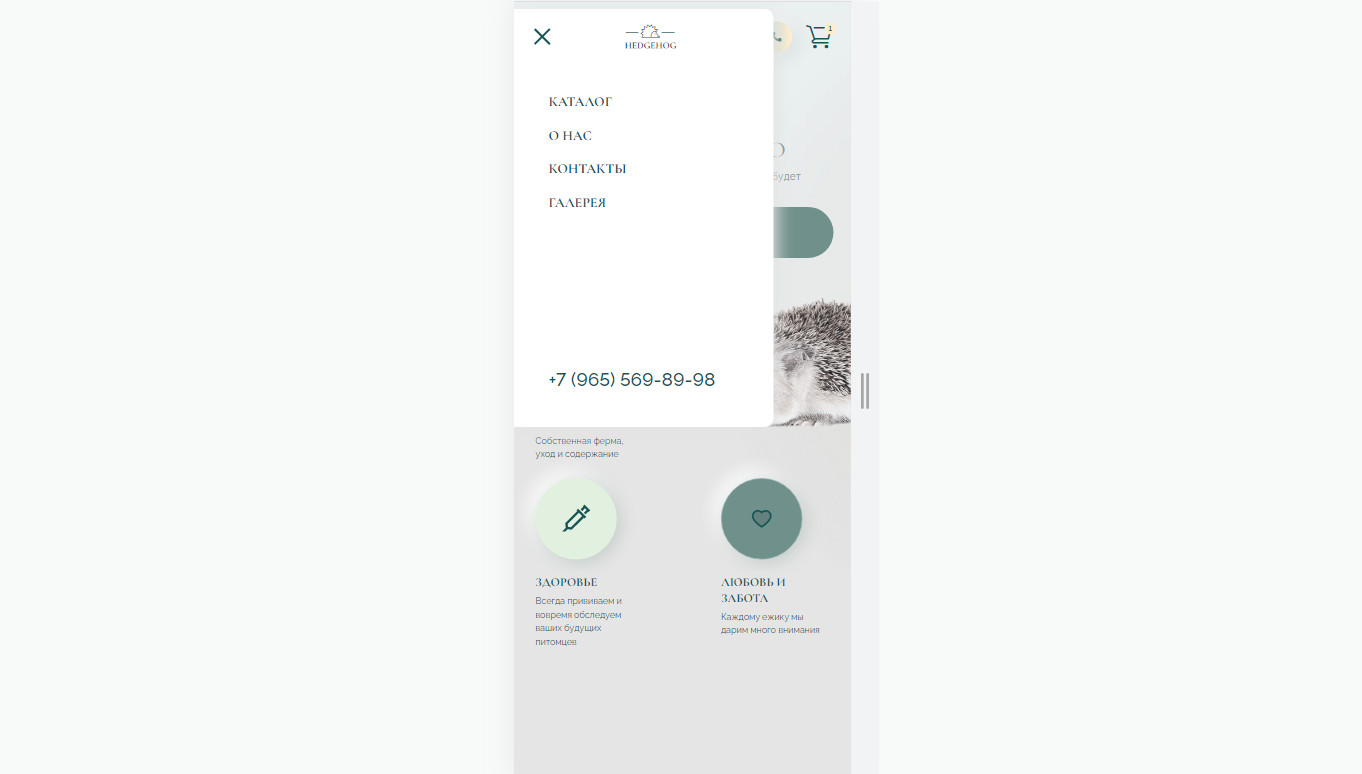 HEDGEHOG
1
КАТАЛОГ
О НАС
КОНТАКТЫ
ГАЛЕРЕЯ
будет
+7 (965) 569-89-98
Собственная ферма,
уход и содержание
ЗДОРОВЬЕ
Всегда прививаем и
вовремя обследуем
ваших будущих
питомцев
ЛЮБОВЬ И
ЗАБОТА
Каждому ежику мы
дарим много внимания